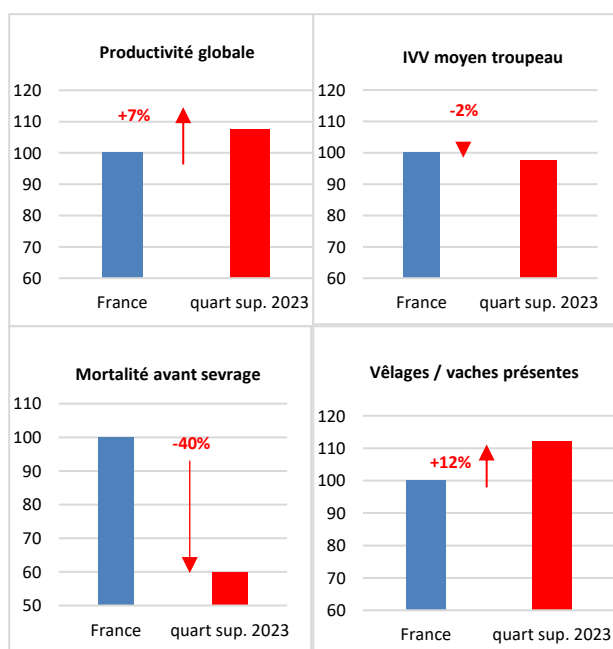 Productivité globale
120
110
100
90
80
70
60
+7%
France
quart sup. 2023
IVV moyen troupeau
120
110
100
90
80
70
60
-2%
France
quart sup. 2023
Mortalité avant sevrage
110
100
90
80
70
60
50
-40%
France
quart sup. 2023
Vêlages / vaches présentes
120
110
100
90
80
70
60
+12%
France
quart sup. 2023